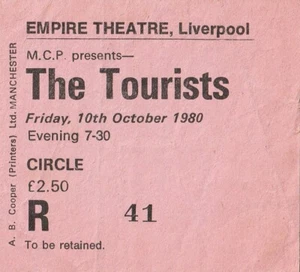 EMPIRE THEATRE, Liverpool
M.C.P. presents—
The Tourists
Friday, 10th October 1980
Evening 7-30
CIRCLE
£2.50
R 41
To be retained.
A. B. Cooper (Printers) Ltd. MANCHESTER